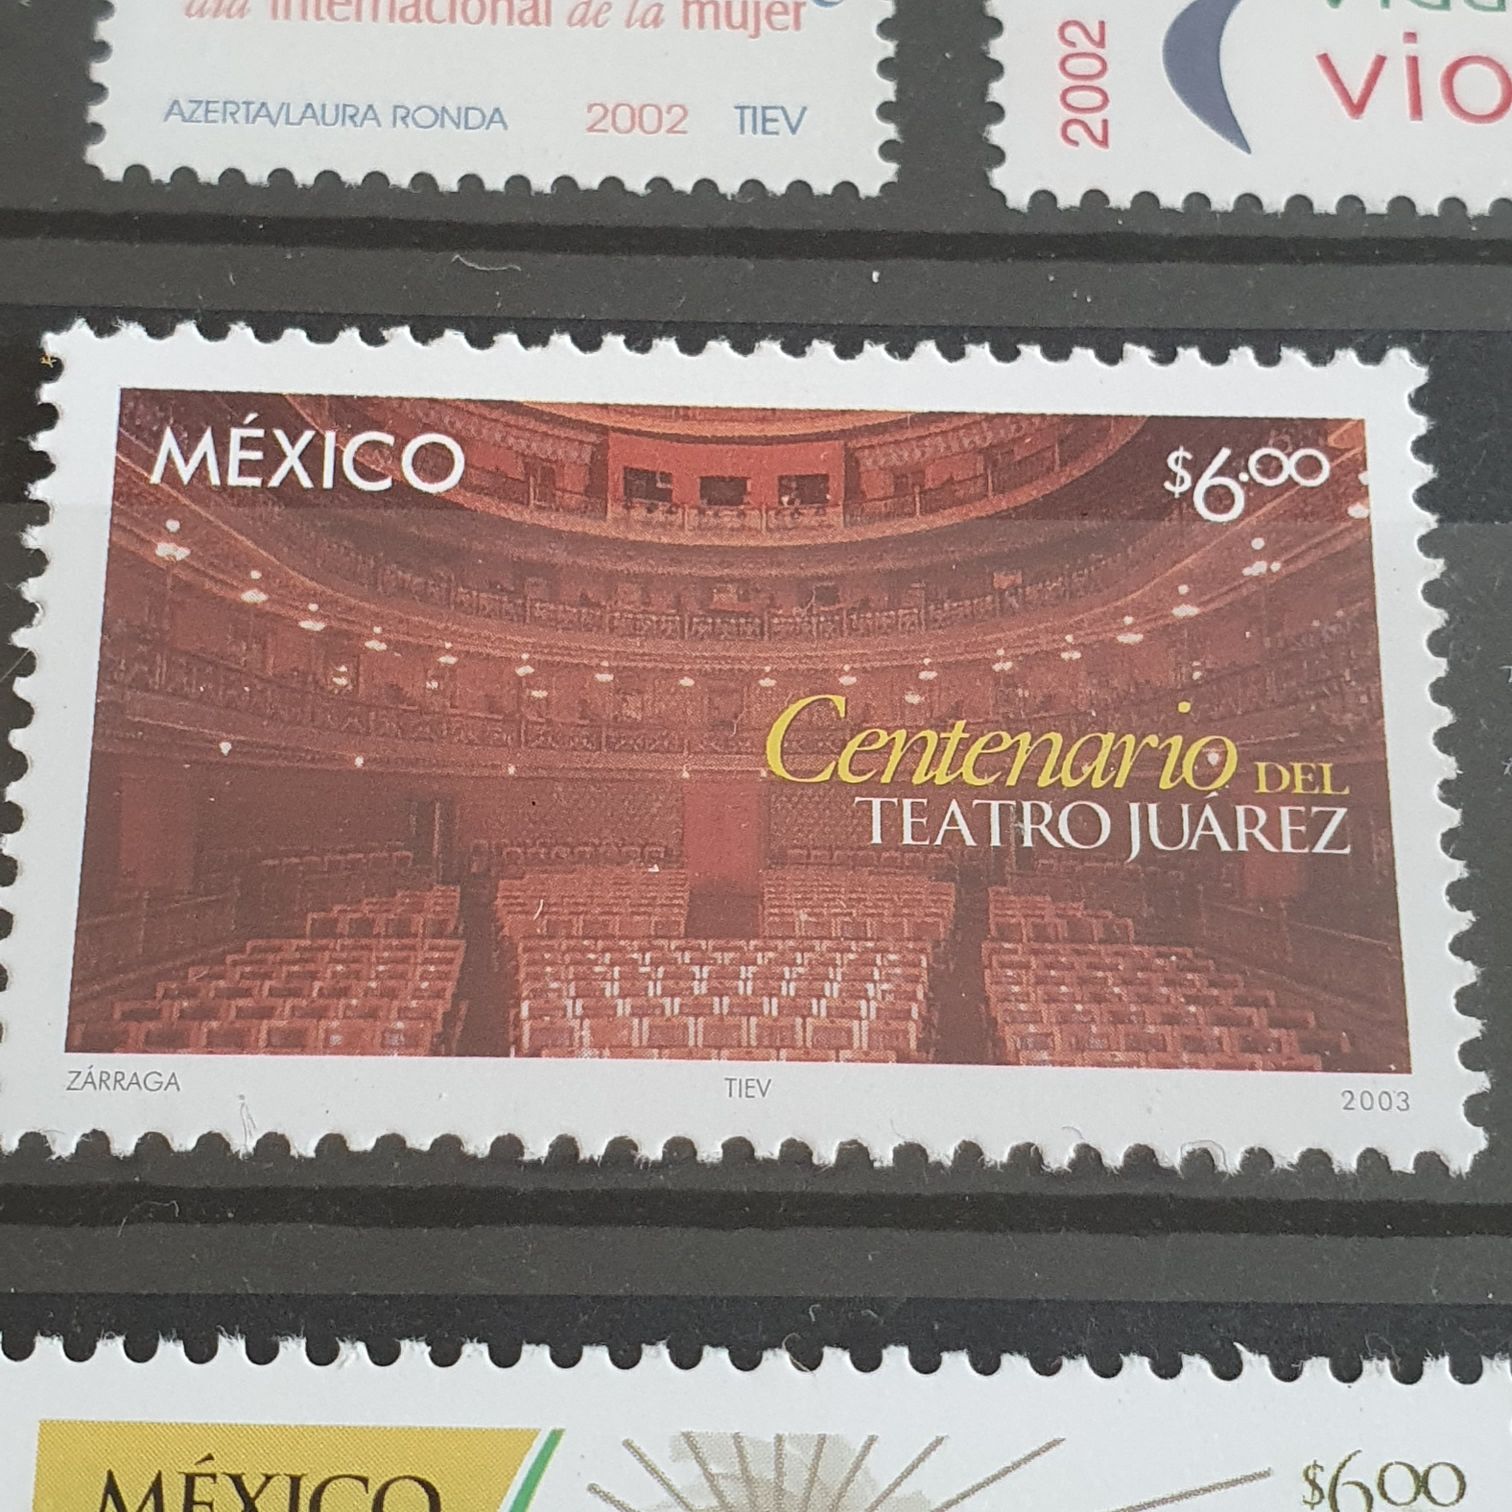 día internacional de la mujer
AZERTA/LAURA RONDA 2002 TIEV
2002
vio
MÉXICO
$6.00
Centenario DEL
TEATRO JUÁREZ
ZÁRRAGA TIEV 2003
MÉXICO
$6.00